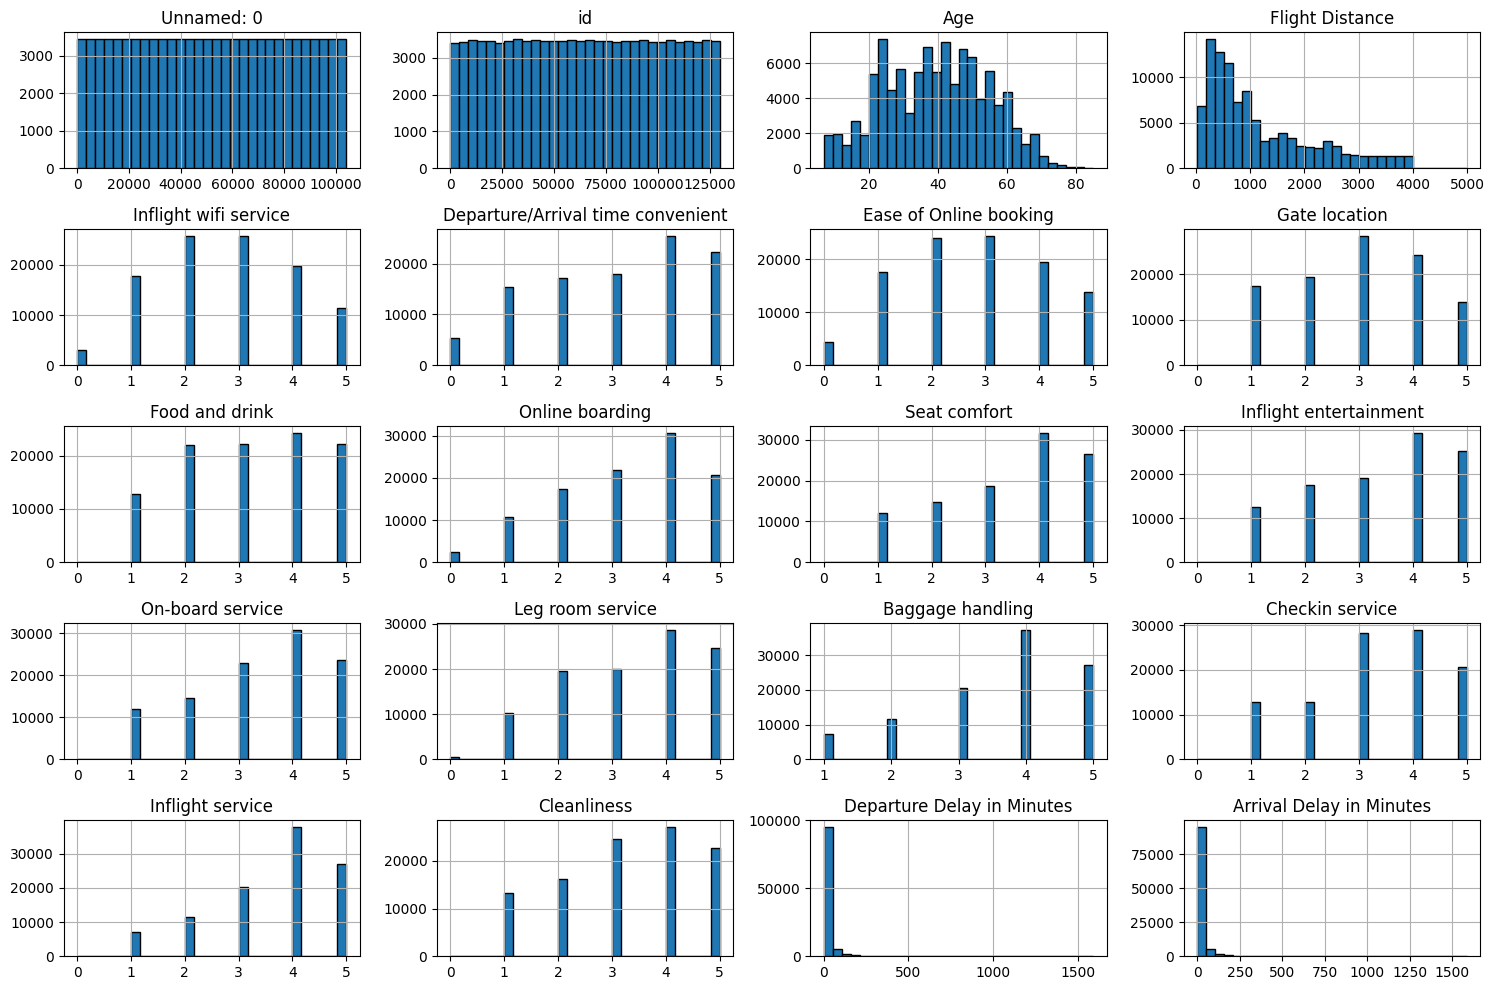 Unnamed: 0
id
Age
Flight Distance
3000
2000
1000
0
0 20000 40000 60000 80000 100000
3000
2000
1000
0
0 25000 50000 75000 100000 125000
6000
4000
2000
0
20 40 60 80
10000
5000
0
0 1000 2000 3000 4000 5000
Inflight wifi service
Departure/Arrival time convenient
Ease of Online booking
Gate location
20000
10000
0
0 1 2 3 4 5
20000
10000
0
0 1 2 3 4 5
20000
10000
0
0 1 2 3 4 5
20000
10000
0
0 1 2 3 4 5
Food and drink
Online boarding
Seat comfort
Inflight entertainment
20000
10000
0
0 1 2 3 4 5
30000
20000
10000
0
0 1 2 3 4 5
30000
20000
10000
0
0 1 2 3 4 5
30000
20000
10000
0
0 1 2 3 4 5
On-board service
Leg room service
Baggage handling
Checkin service
30000
20000
10000
0
0 1 2 3 4 5
30000
20000
10000
0
0 1 2 3 4 5
30000
20000
10000
0
1 2 3 4 5
30000
20000
10000
0
0 1 2 3 4 5
Inflight service
Cleanliness
Departure Delay in Minutes
Arrival Delay in Minutes
30000
20000
10000
0
0 1 2 3 4 5
20000
10000
0
0 1 2 3 4 5
100000
50000
0
0 500 1000 1500
75000
50000
25000
0
0 250 500 750 1000 1250 1500